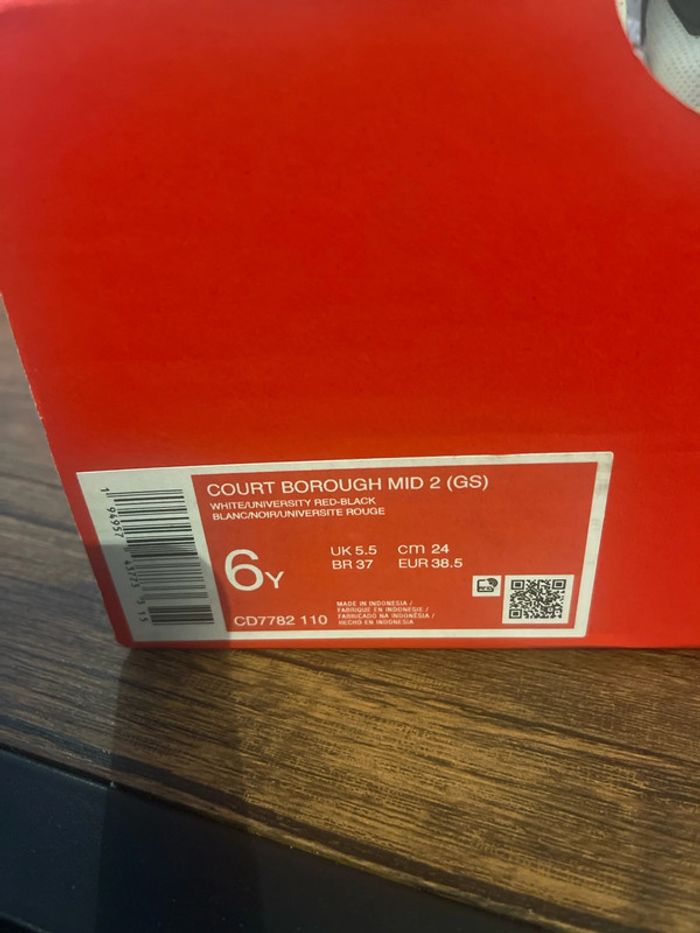 COURT BOROUGH MID 2 (GS)
WHITE/UNIVERSITY RED-BLACK
BLANC/NOIR/UNIVERSITE ROUGE
6Y
UK 5.5 cm 24
BR 37 EUR 38.5
CD7782 110
MADE IN INDONESIA /
FABRIQUE EN INDONESIE /
FABRICADO NA INDONÉSIA /
HECHO EN INDONESIA